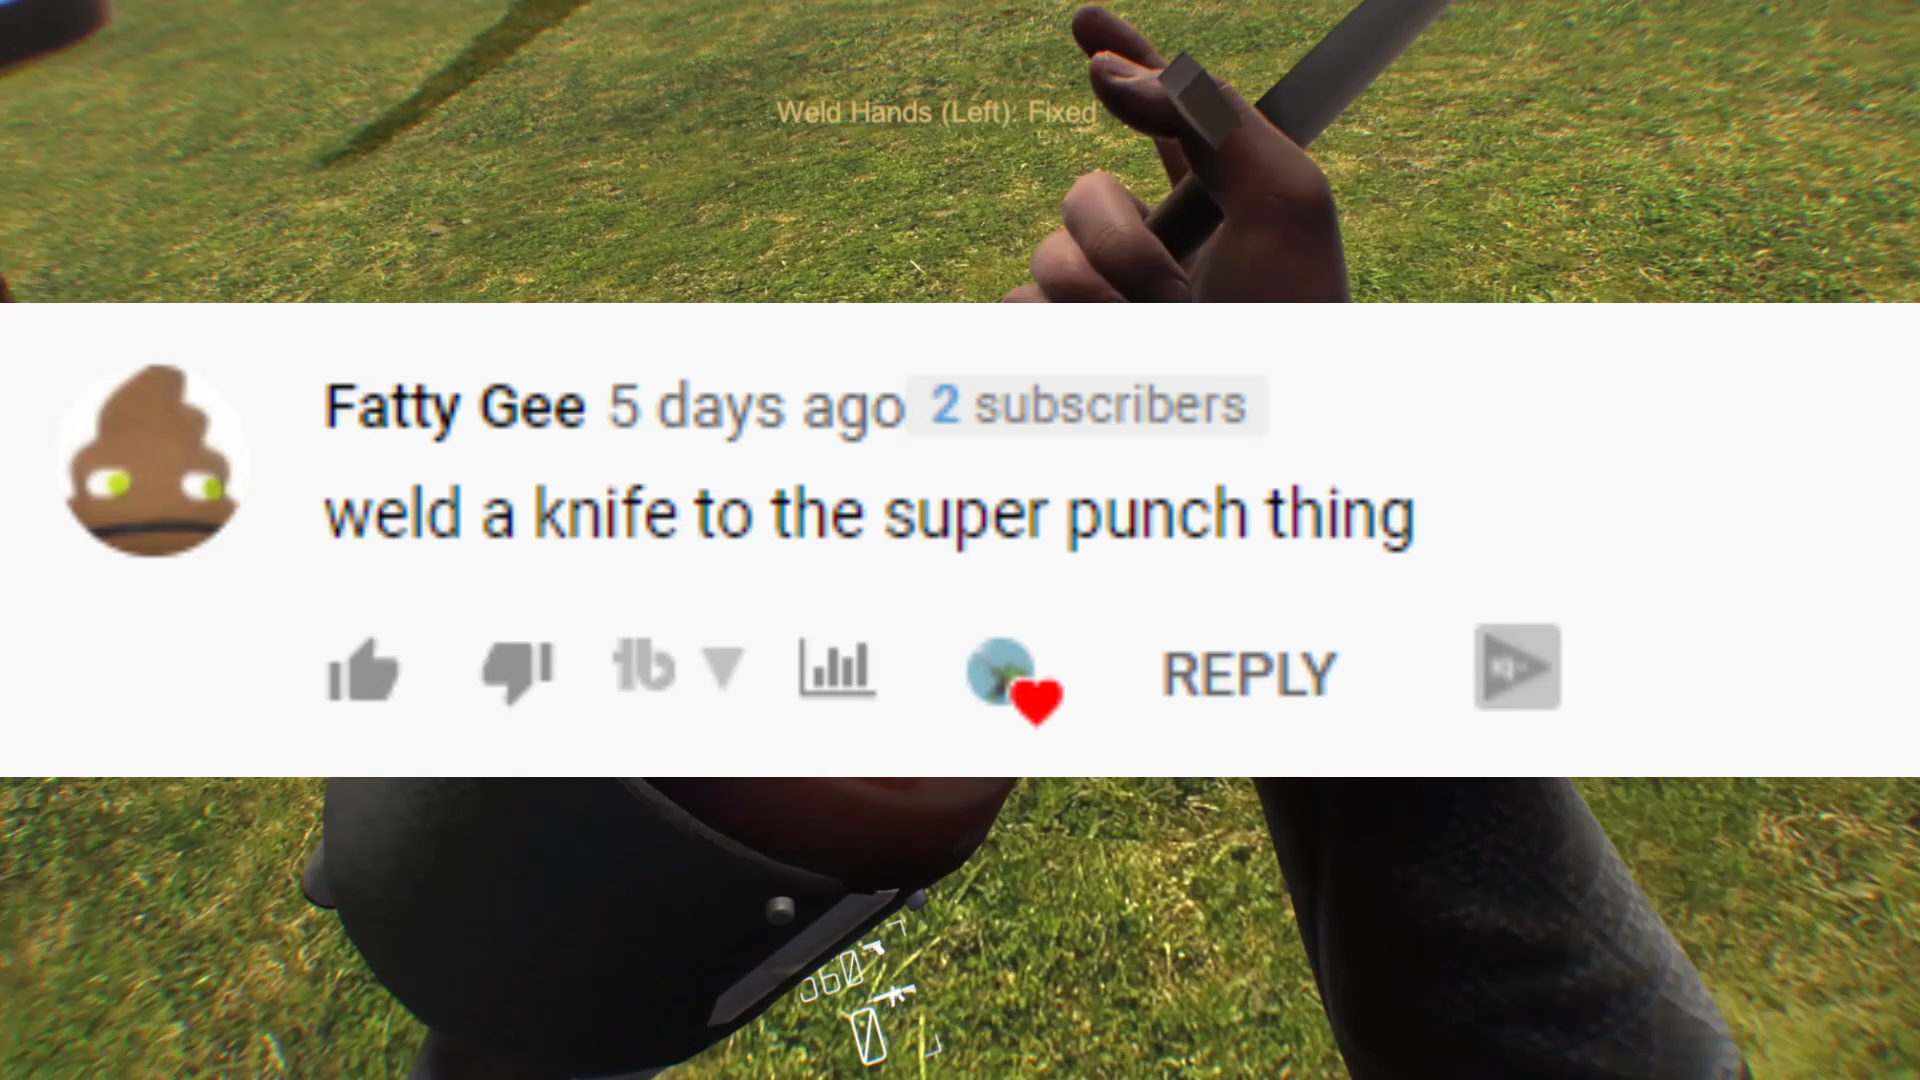 Weld Hands (Left): Fixed
Fatty Gee 5 days ago 2 subscribers
weld a knife to the super punch thing
tb
REPLY